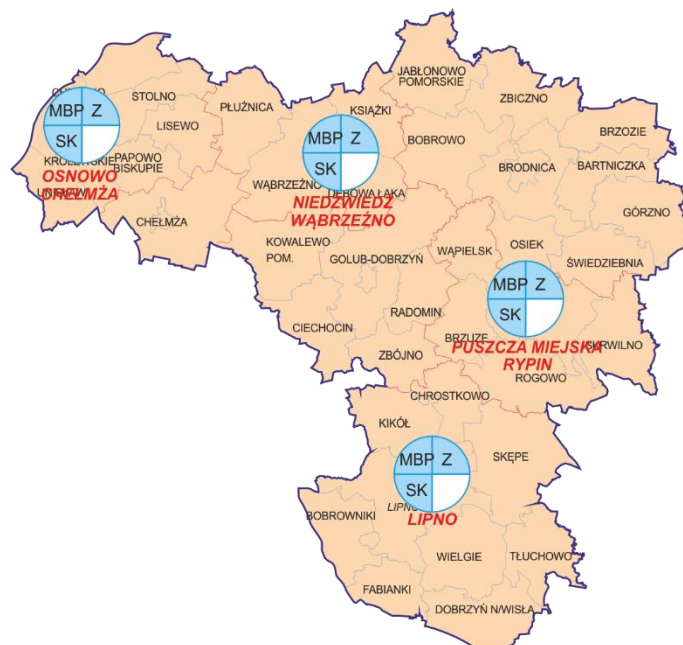 JABŁONOWO
POMORSKIE
ZBICZNO
STOLNO
PŁUŻNICA
KSIĄŻKI
MBP Z
SK
LISEWO
BOBROWO
BRZOZIE
MBP Z
SK
PAPOWO
BISKUPIE
BRODNICA
BARTNICZKA
OSNOWO
CHEŁMŻA
WĄBRZEŹNO
DĘBOWA ŁĄKA
NIEDŹWIEDŹ
WĄBRZEŹNO
GÓRZNO
CHEŁMŻA
KOWALEWO
POM.
GOLUB-DOBRZYŃ
WĄPIELSK
OSIEK
ŚWIEDZIEBNIA
MBP Z
SK
CIECHOCIN
RADOMIN
BRZUZE
PUSZCZA MIEJSKA
RYPIN
SKRWILNO
ZBÓJNO
ROGOWO
CHROSTKOWO
KIKÓŁ
MBP Z
SK
SKĘPE
LIPNO
LIPNO
BOBROWNIKI
WIELGIE
TŁUCHOWO
FABIANKI
DOBRZYŃ N/WISŁĄ